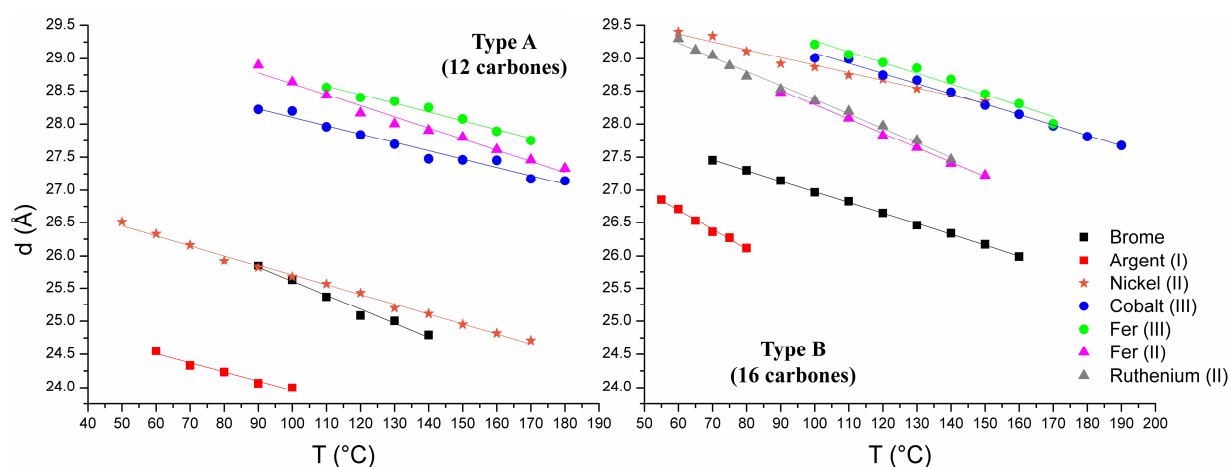 29.5
29.0
28.5
28.0
27.5
27.0
26.5
26.0
25.5
25.0
24.5
24.0
d (Å)
Type A
(12 carbones)
40 50 60 70 80 90 100 110 120 130 140 150 160 170 180 190
T (°C)
29.5
29.0
28.5
28.0
27.5
27.0
26.5
26.0
25.5
25.0
24.5
24.0
Type B
(16 carbones)
Brome
Argent (I)
Nickel (II)
Cobalt (III)
Fer (III)
Fer (II)
Ruthenium (II)
50 60 70 80 90 100 110 120 130 140 150 160 170 180 190 200
T (°C)